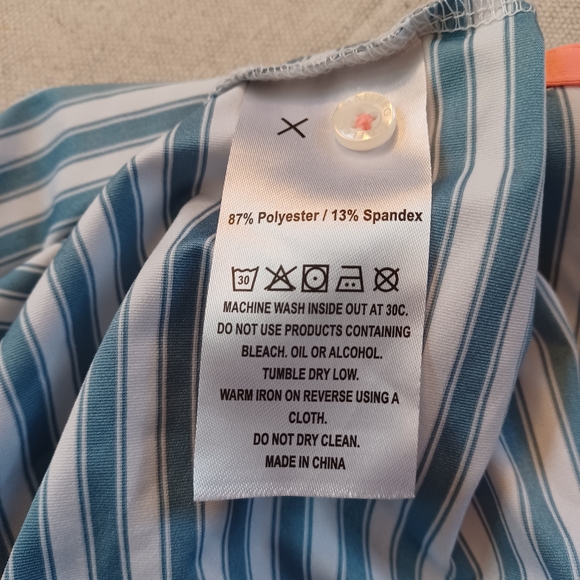 X
87% Polyester / 13% Spandex
30
MACHINE WASH INSIDE OUT AT 30C.
DO NOT USE PRODUCTS CONTAINING
BLEACH. OIL OR ALCOHOL.
TUMBLE DRY LOW.
WARM IRON ON REVERSE USING A
CLOTH.
DO NOT DRY CLEAN.
MADE IN CHINA